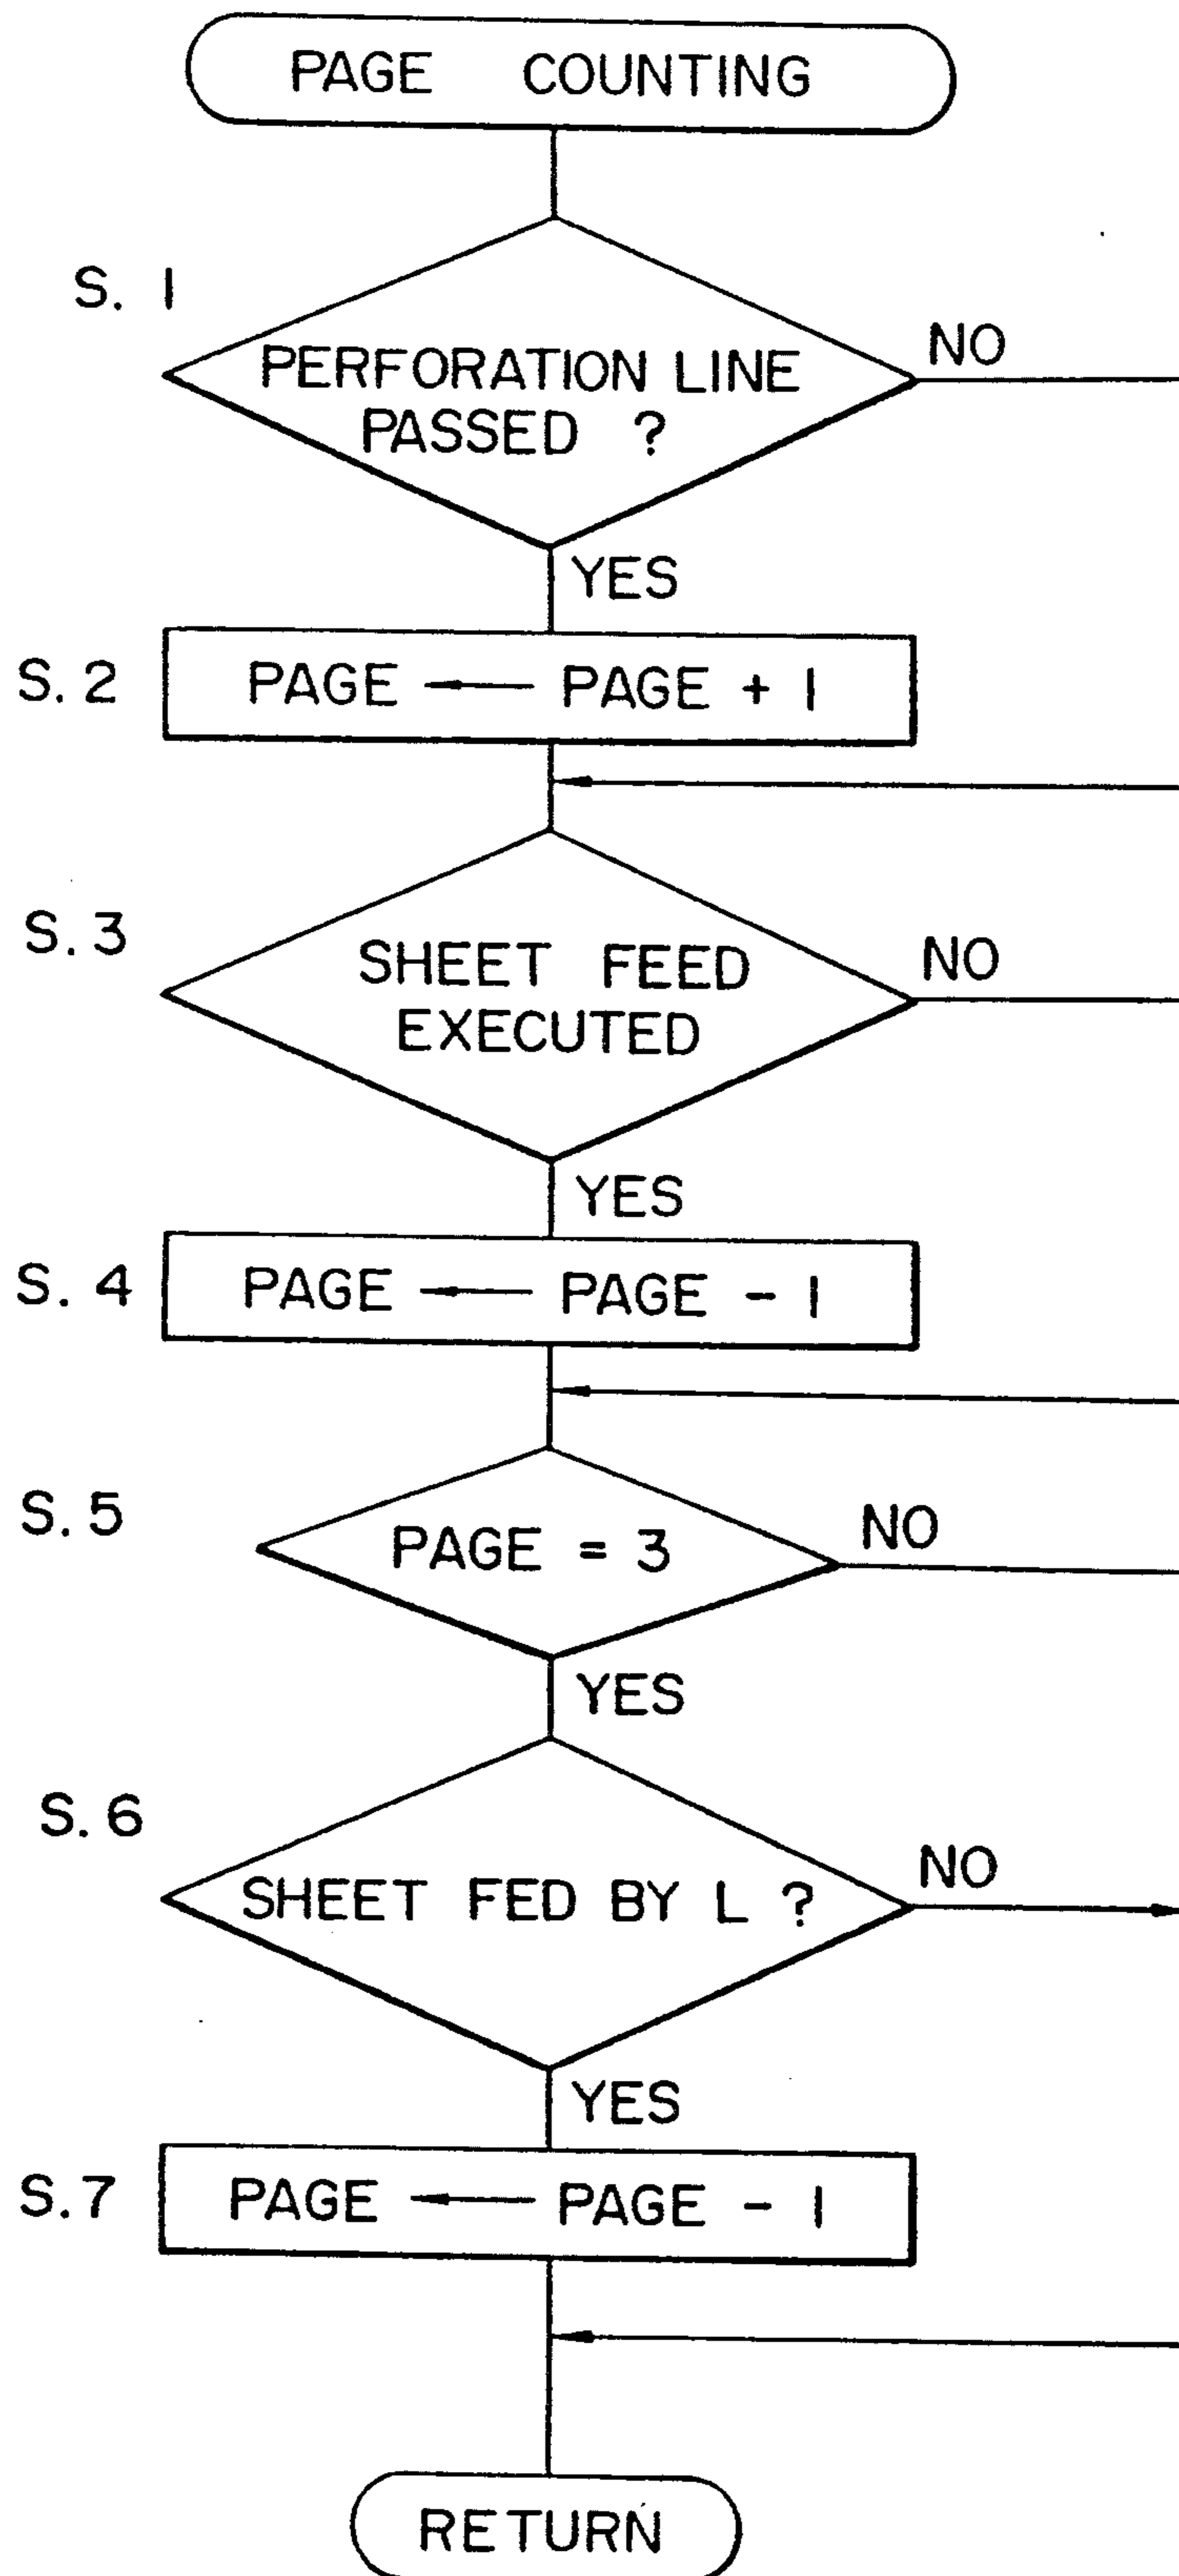 PAGE COUNTING
S. 1
NO
PERFORATION LINE
PASSED ?
YES
S. 2
PAGE ← PAGE + 1
S. 3
NO
SHEET FEED
EXECUTED
YES
S. 4
PAGE ← PAGE - 1
S. 5
NO
PAGE = 3
YES
S. 6
NO
SHEET FED BY L ?
YES
S. 7
PAGE ← PAGE - 1
RETURN